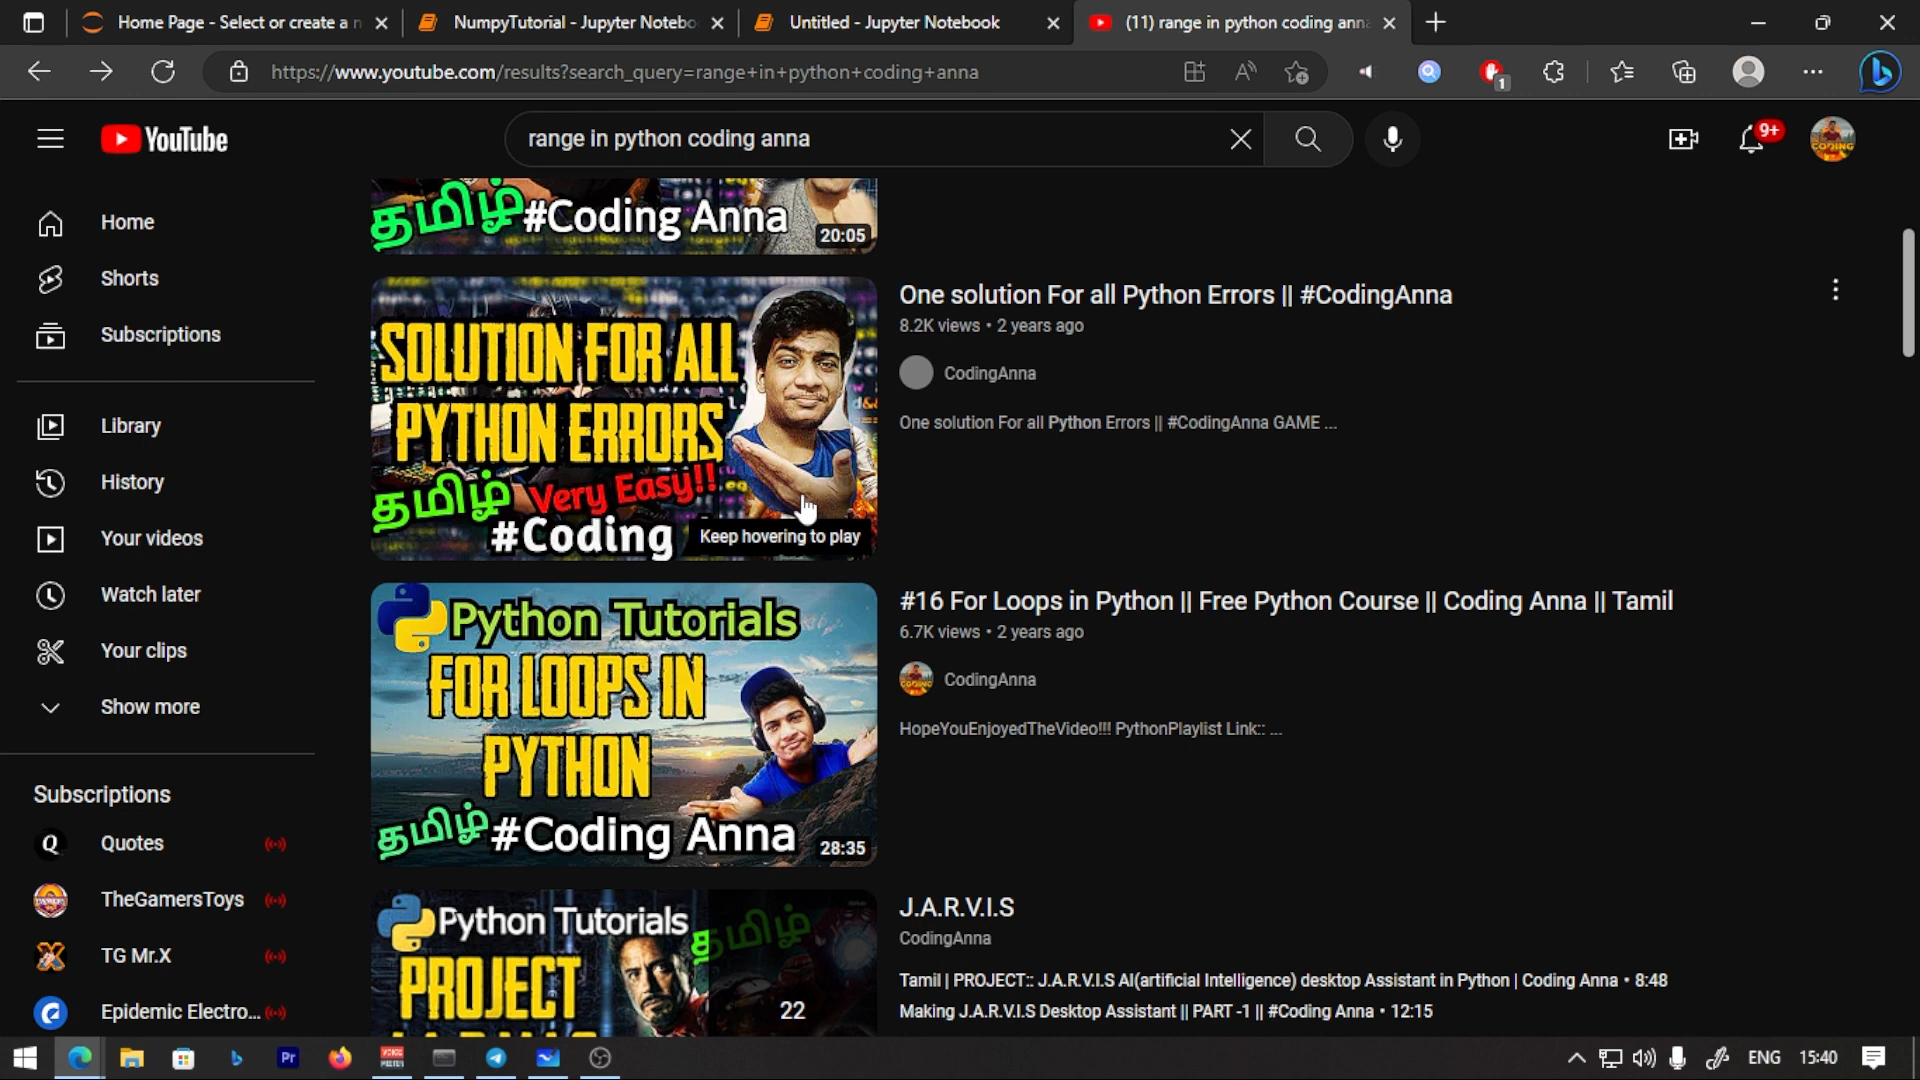 Home Page - Select or create a n
NumpyTutorial - Jupyter Notebo
Untitled - Jupyter Notebook
(11) range in python coding anna
https://www.youtube.com/results?search_query=range+in+python+coding+anna
1
YouTube
range in python coding anna
9+
CODING
Home
Shorts
Subscriptions
Library
History
Your videos
Watch later
Your clips
Show more
Subscriptions
Quotes
TheGamersToys
TG Mr.X
Epidemic Electro...
தமிழ் #Coding Anna
20:05
SOLUTION FOR ALL
PYTHON ERRORS
தமிழ் Very Easy!!
#Coding
Keep hovering to play
One solution For all Python Errors || #CodingAnna
8.2K views • 2 years ago
CodingAnna
One solution For all Python Errors || #CodingAnna GAME ...
Python Tutorials
FOR LOOPS IN
PYTHON
தமிழ் #Coding Anna
28:35
#16 For Loops in Python || Free Python Course || Coding Anna || Tamil
6.7K views • 2 years ago
CodingAnna
HopeYouEnjoyedTheVideo!!! PythonPlaylist Link:: ...
Python Tutorials
தமிழ்
PROJECT
22
J.A.R.V.I.S
CodingAnna
Tamil | PROJECT:: J.A.R.V.I.S AI(artificial Intelligence) desktop Assistant in Python | Coding Anna • 8:48
Making J.A.R.V.I.S Desktop Assistant || PART -1 || #Coding Anna • 12:15
Pr
ENG
15:40